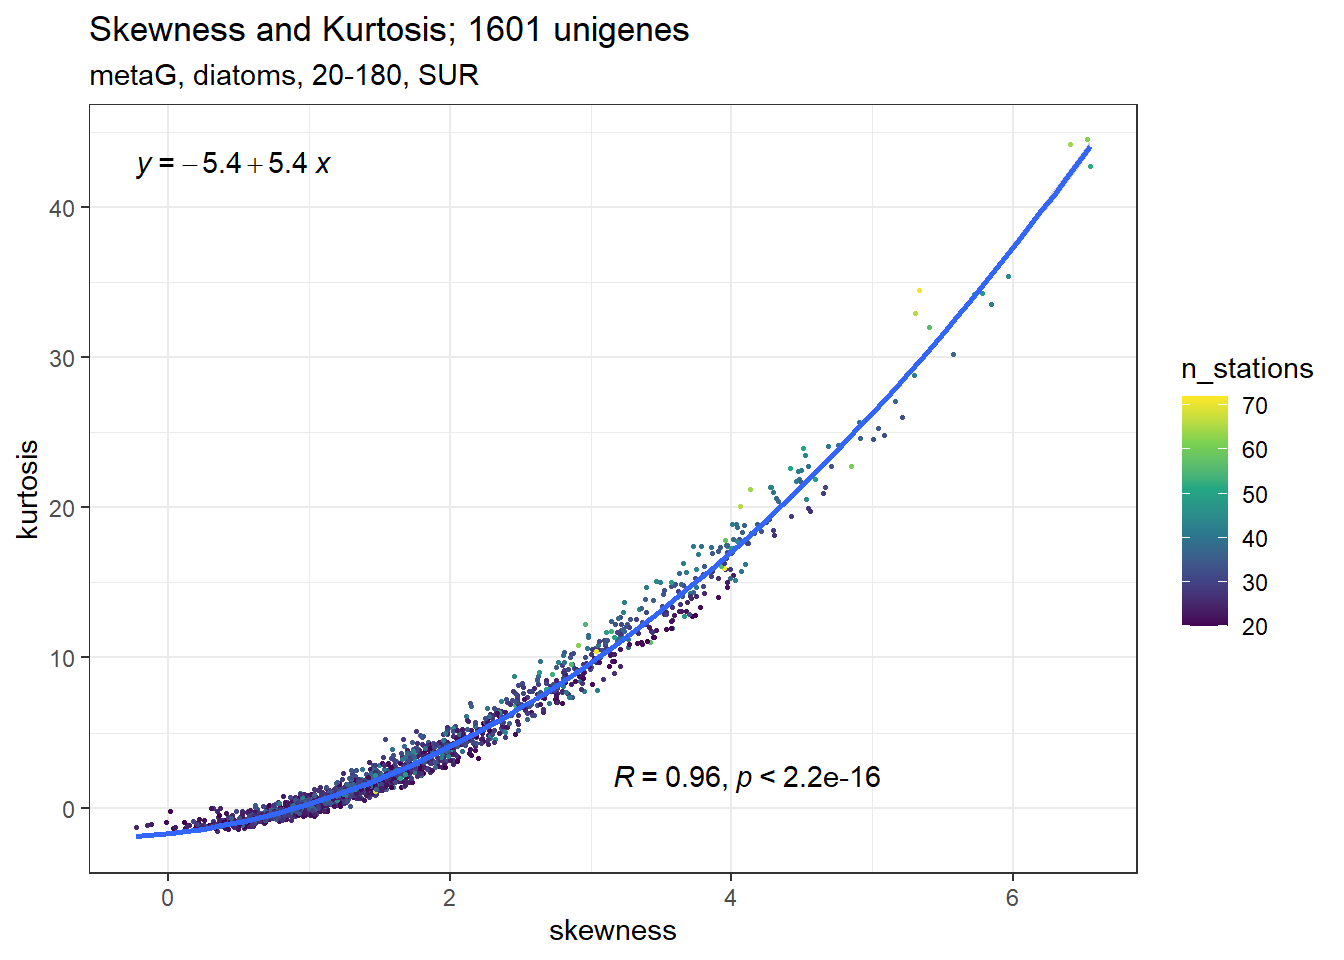 Skewness and Kurtosis; 1601 unigenes
metaG, diatoms, 20-180, SUR
y = −5.4 + 5.4 x
40
30
20
10
0
kurtosis
R = 0.96, p < 2.2e-16
0 2 4 6
skewness
n_stations
70
60
50
40
30
20